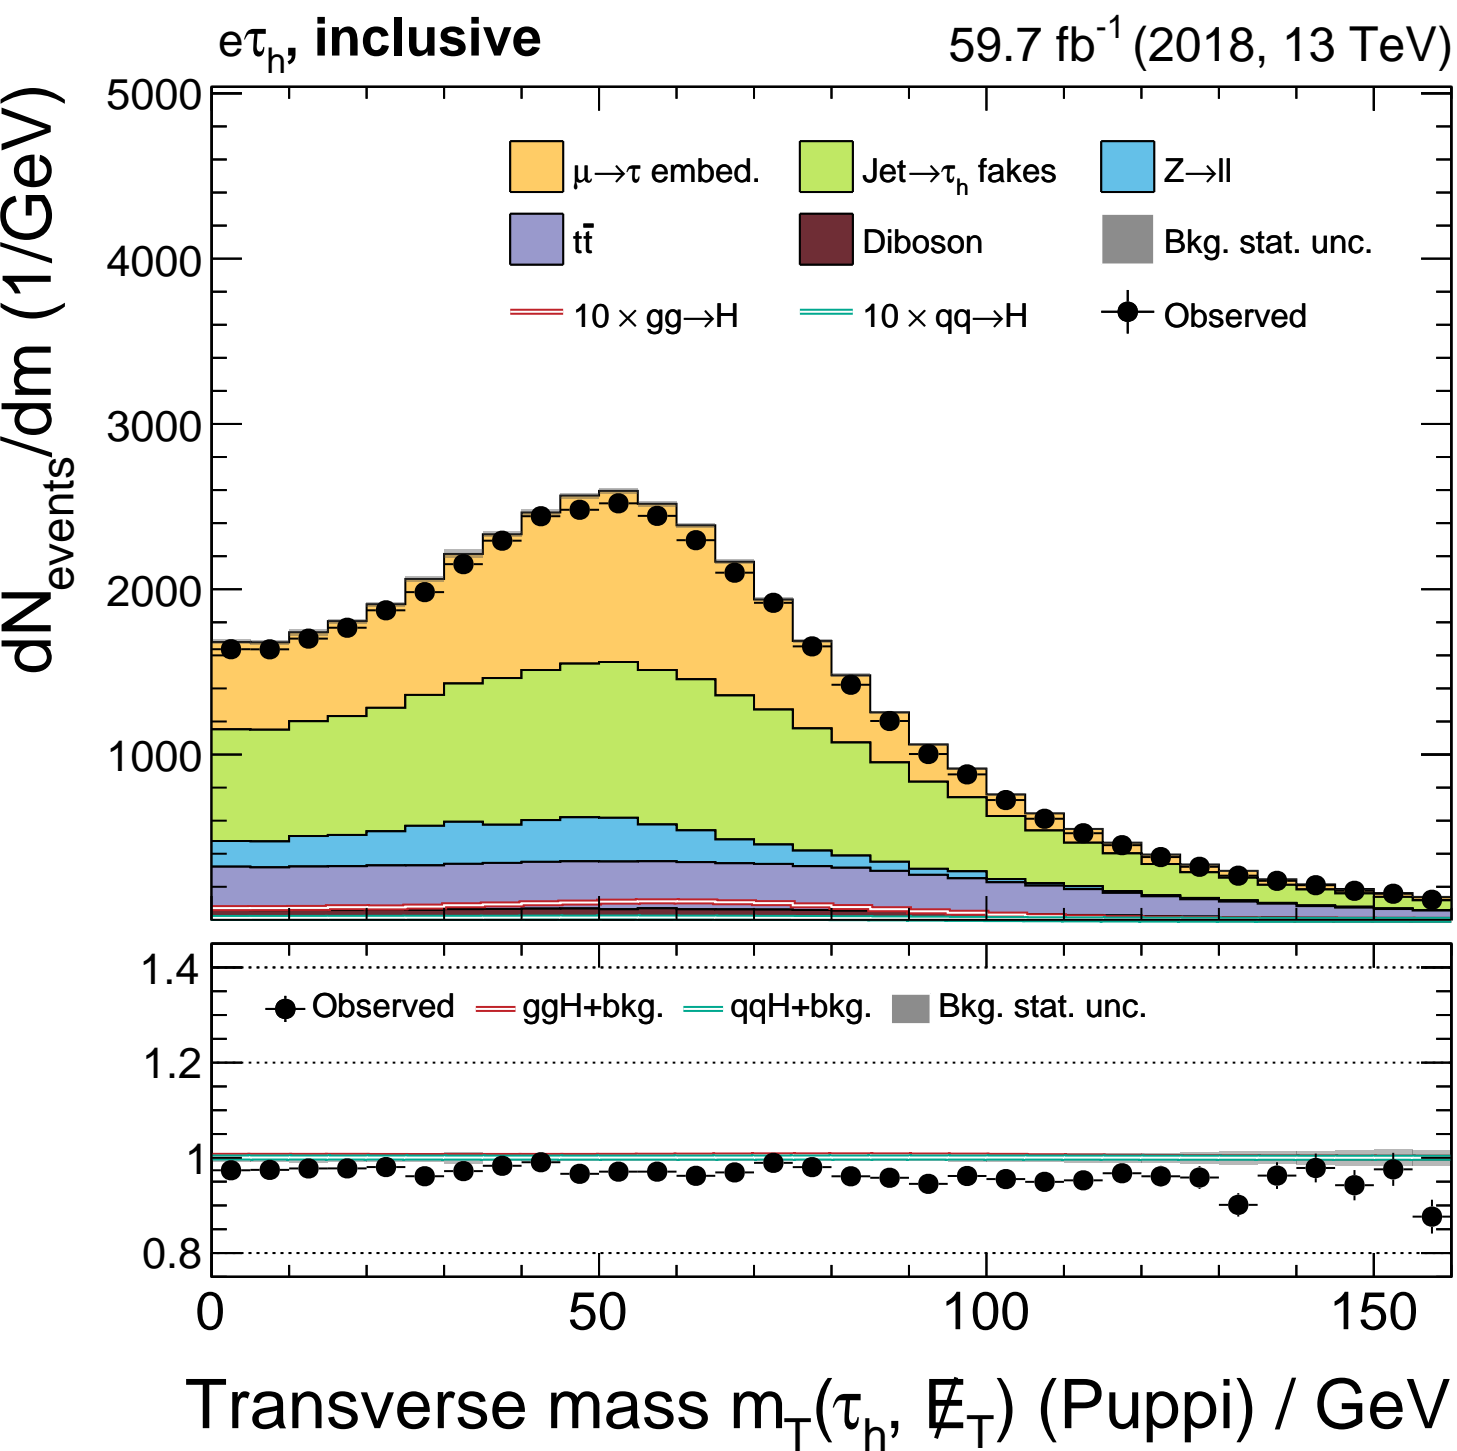 eτh, inclusive 59.7 fb-1 (2018, 13 TeV)
dNevents/dm (1/GeV)
5000
4000
3000
2000
1000
μ→τ embed. Jet→τh fakes Z→ll
tt̄ Diboson Bkg. stat. unc.
10 × gg→H 10 × qq→H Observed
1.4
1.2
1
0.8
Observed ggH+bkg. qqH+bkg. Bkg. stat. unc.
0 50 100 150
Transverse mass mT(τh, E̸T) (Puppi) / GeV